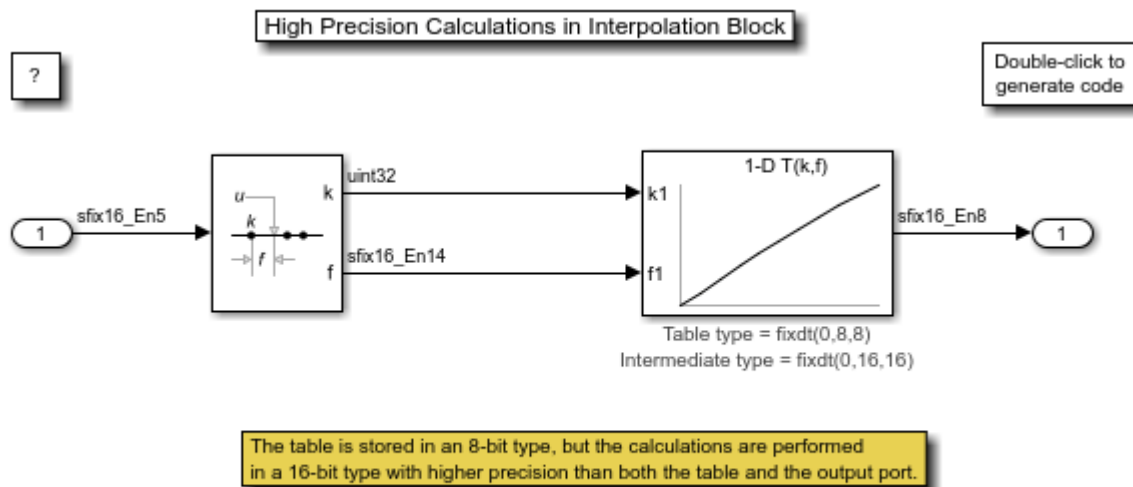 High Precision Calculations in Interpolation Block
?
Double-click to
generate code
1
sfix16_En5
u
k
f
k
f
uint32
sfix16_En14
1-D T(k,f)
k1
f1
sfix16_En8
1
Table type = fixdt(0,8,8)
Intermediate type = fixdt(0,16,16)
The table is stored in an 8-bit type, but the calculations are performed
in a 16-bit type with higher precision than both the table and the output port.